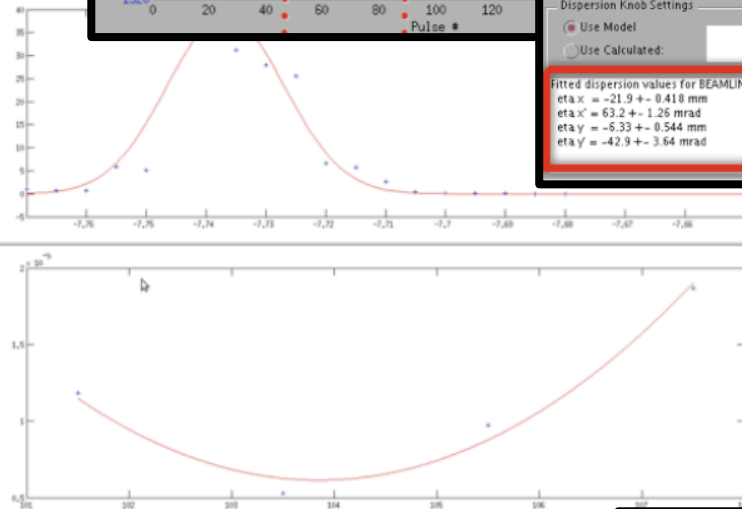 1520
0 20 40 60 80 100 120
Pulse #
Dispersion Knob Settings
Use Model
Use Calculated:
Fitted dispersion values for BEAMLIN
eta x = -21.9 +- 0.418 mm
eta x' = 63.2 +- 1.26 mrad
eta y = -6.33 +- 0.544 mm
eta y' = -42.9 +- 3.64 mrad
40
35
30
25
20
15
10
5
0
-5
-7.76 -7.75 -7.74 -7.73 -7.72 -7.71 -7.7 -7.69 -7.68 -7.67 -7.66
2
1.5
1
0.5
101 102 103 104 105 106 107